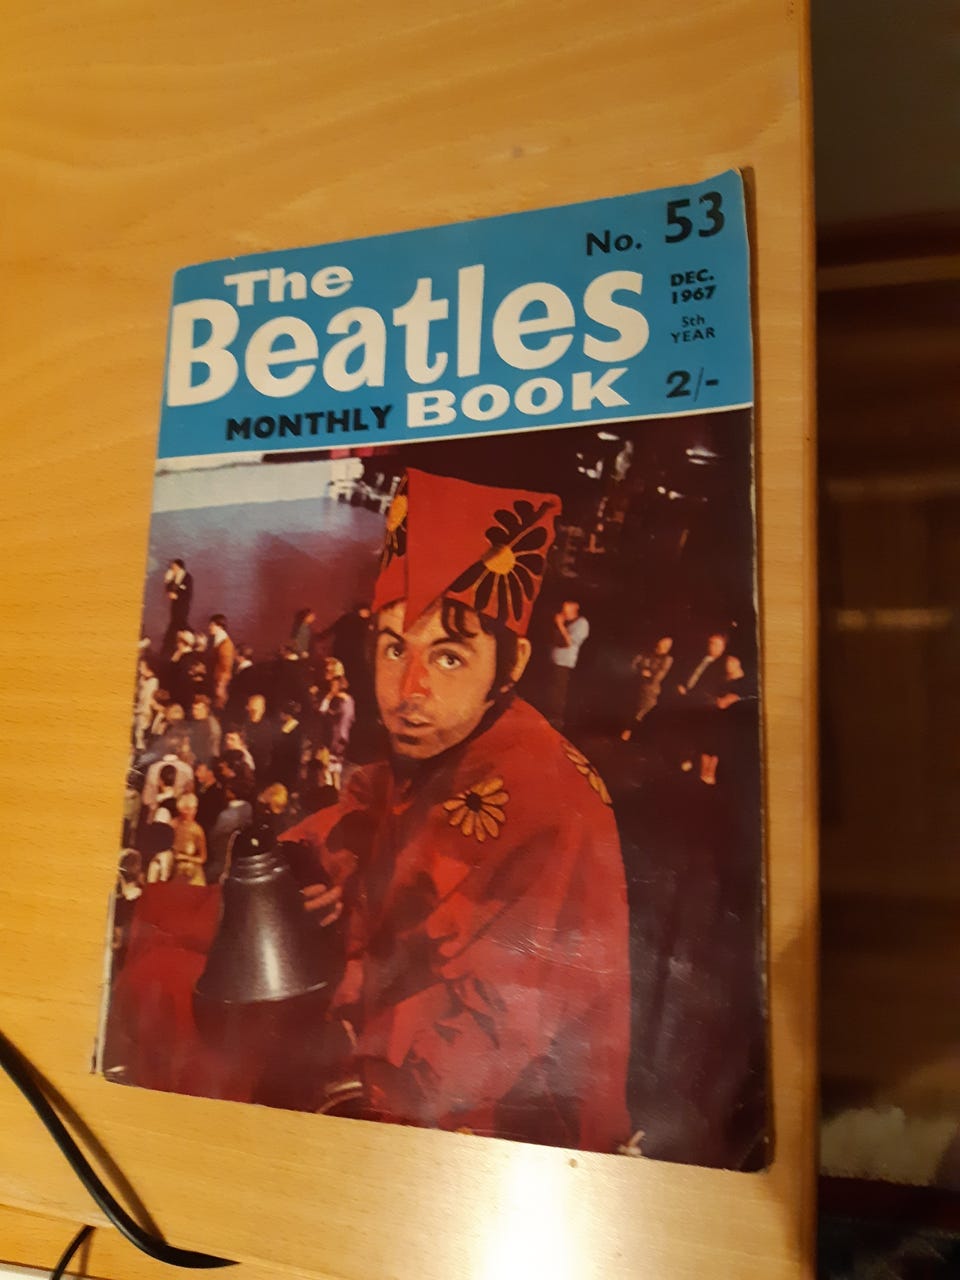 No. 53
The
Beatles
MONTHLY BOOK
DEC.
1967
5th
YEAR
2/-